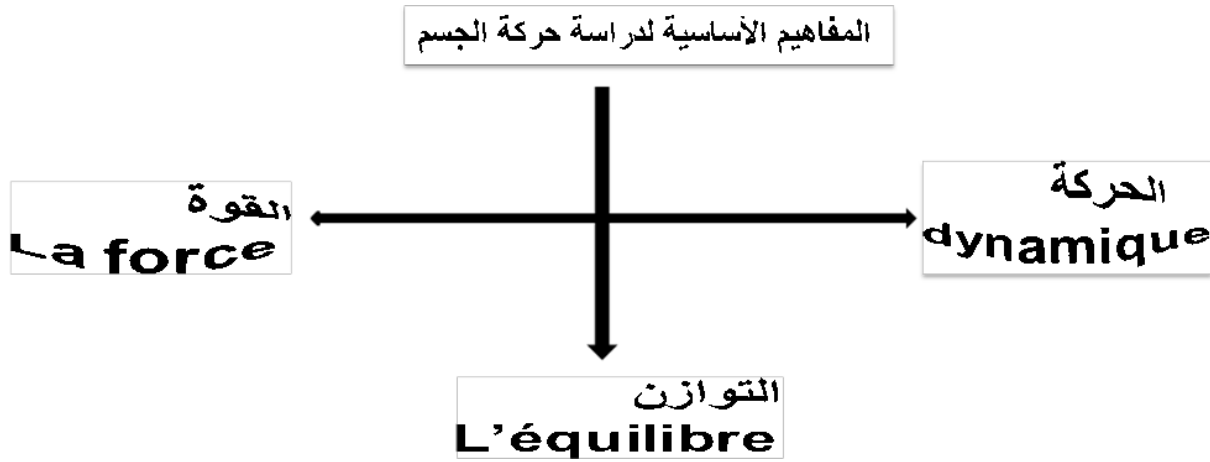 المفاهيم الأساسية لدراسة حركة الجسم
الحركة
dynamique
القوة
La force
التوازن
L'équilibre